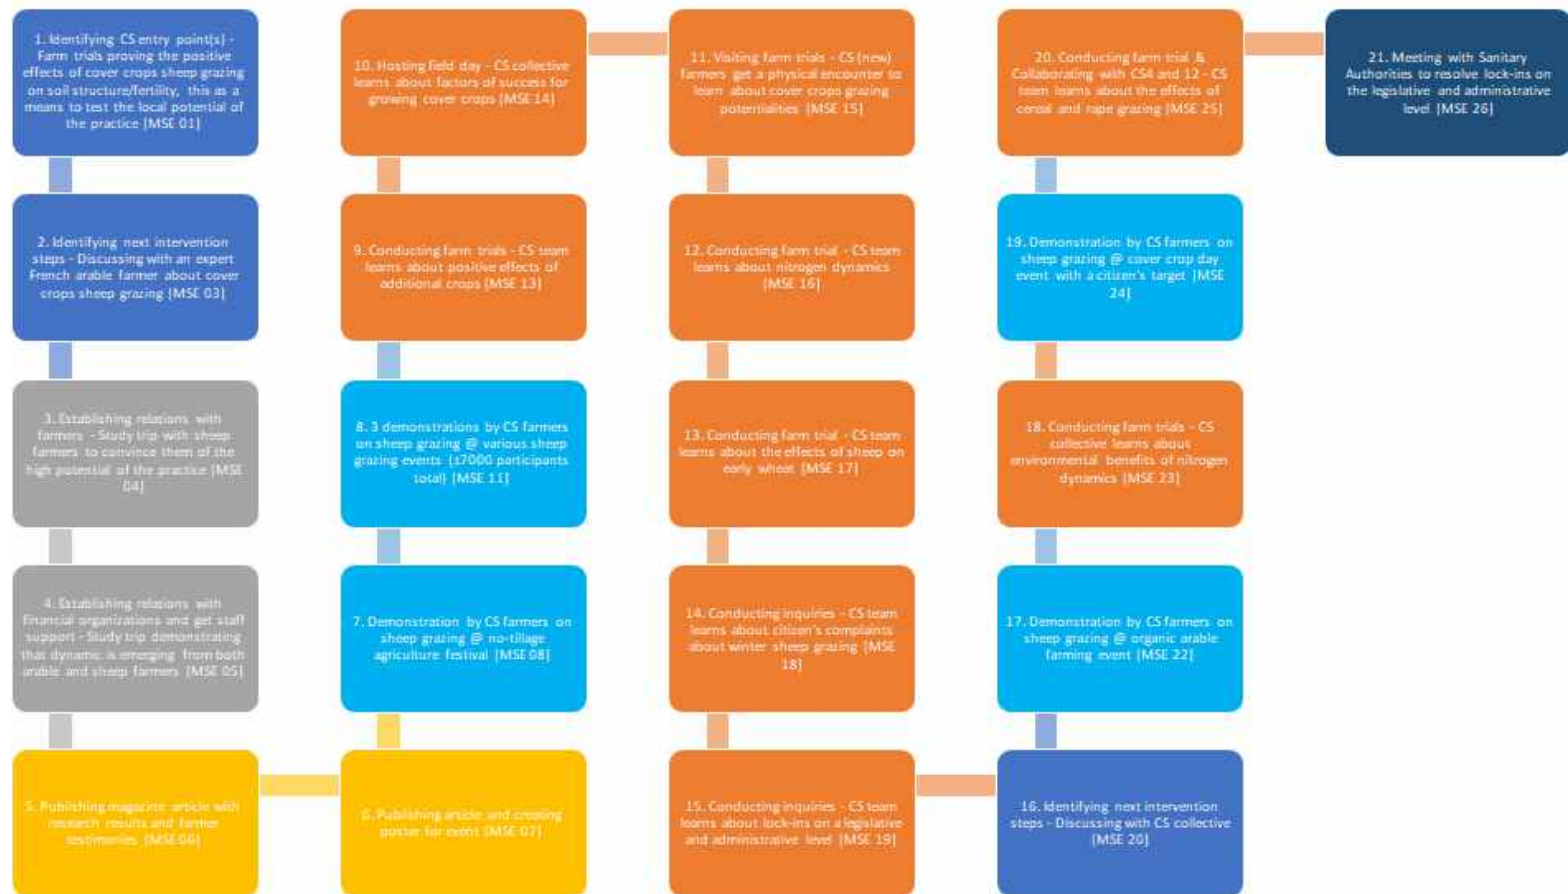 1. Identifying CS entry point(s) -
Farm trials proving the positive
effects of cover crops sheep grazing
on soil structure/fertility, this as a
means to test the local potential of
the practice [MSE 01]
2. Identifying next intervention
steps - Discussing with an expert
French arable farmer about cover
crops sheep grazing [MSE 03]
3. Establishing relations with
farmers - Study trip with sheep
farmers to convince them of the
high potential of the practice [MSE
04]
4. Establishing relations with
financial organizations and get staff
support - Study trip demonstrating
that dynamic is emerging from both
arable and sheep farmers [MSE 05]
5. Publishing magazine article with
research results and farmer
testimonies [MSE 06]
6. Publishing article and creating
poster for event [MSE 07]
7. Demonstration by CS farmers on
sheep grazing @ no-tillage
agriculture festival [MSE 08]
8. 3 demonstrations by CS farmers
on sheep grazing @ various sheep
grazing events (±7000 participants
total) [MSE 11]
9. Conducting farm trials - CS team
learns about positive effects of
additional crops [MSE 13]
10. Hosting field day - CS collective
learns about factors of success for
growing cover crops [MSE 14]
11. Visiting farm trials - CS (new)
farmers get a physical encounter to
learn about cover crops grazing
potentialities [MSE 15]
12. Conducting farm trial - CS team
learns about nitrogen dynamics
[MSE 16]
13. Conducting farm trial - CS team
learns about the effects of sheep on
early wheat [MSE 17]
14. Conducting inquiries - CS team
learns about citizen's complaints
about winter sheep grazing [MSE
18]
15. Conducting inquiries - CS team
learns about lock-ins on a legislative
and administrative level [MSE 19]
16. Identifying next intervention
steps - Discussing with CS collective
[MSE 20]
17. Demonstration by CS farmers on
sheep grazing @ organic arable
farming event [MSE 22]
18. Conducting farm trials - CS
collective learns about
environmental benefits of nitrogen
dynamics [MSE 23]
19. Demonstration by CS farmers on
sheep grazing @ cover crop day
event with a citizen's target [MSE
24]
20. Conducting farm trial &
Collaborating with CS4 and 12 - CS
team learns about the effects of
cereal and rape grazing [MSE 25]
21. Meeting with Sanitary
Authorities to resolve lock-ins on
the legislative and administrative
level [MSE 26]